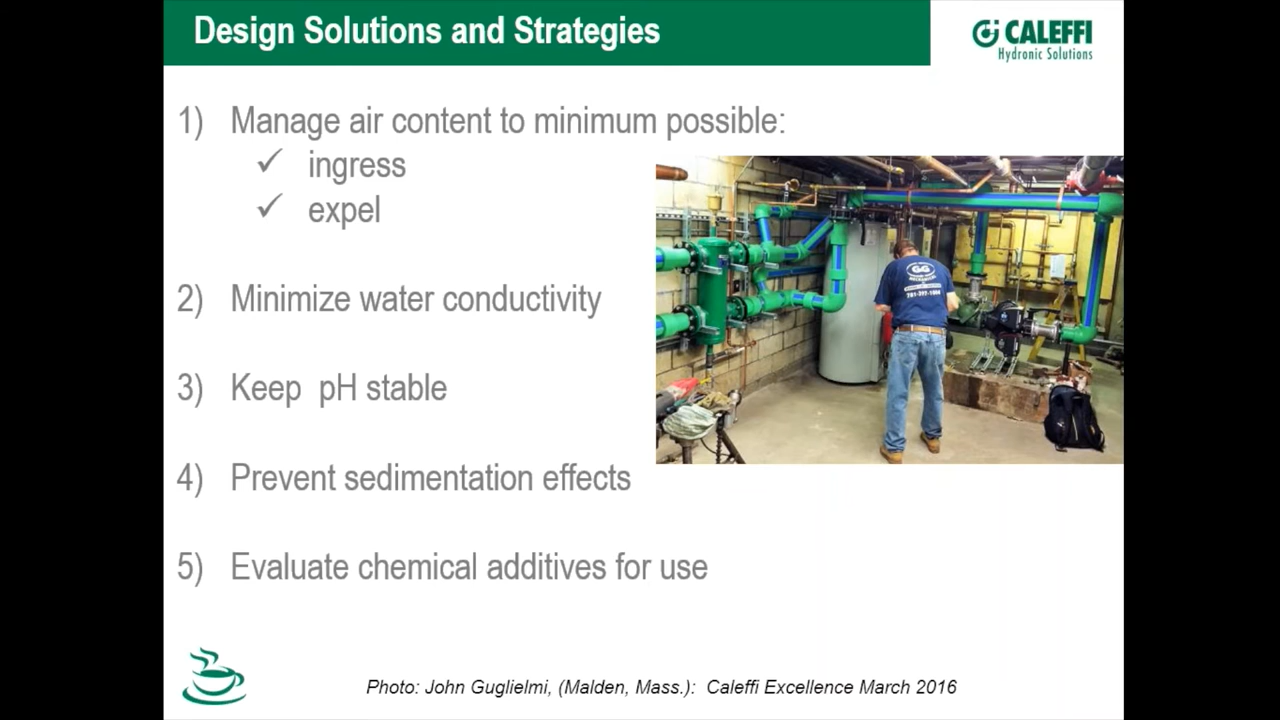 Design Solutions and Strategies
CALEFFI
Hydronic Solutions
1) Manage air content to minimum possible:
✓ ingress
✓ expel
2) Minimize water conductivity
3) Keep pH stable
4) Prevent sedimentation effects
5) Evaluate chemical additives for use
GG
Photo: John Guglielmi, (Malden, Mass.): Caleffi Excellence March 2016